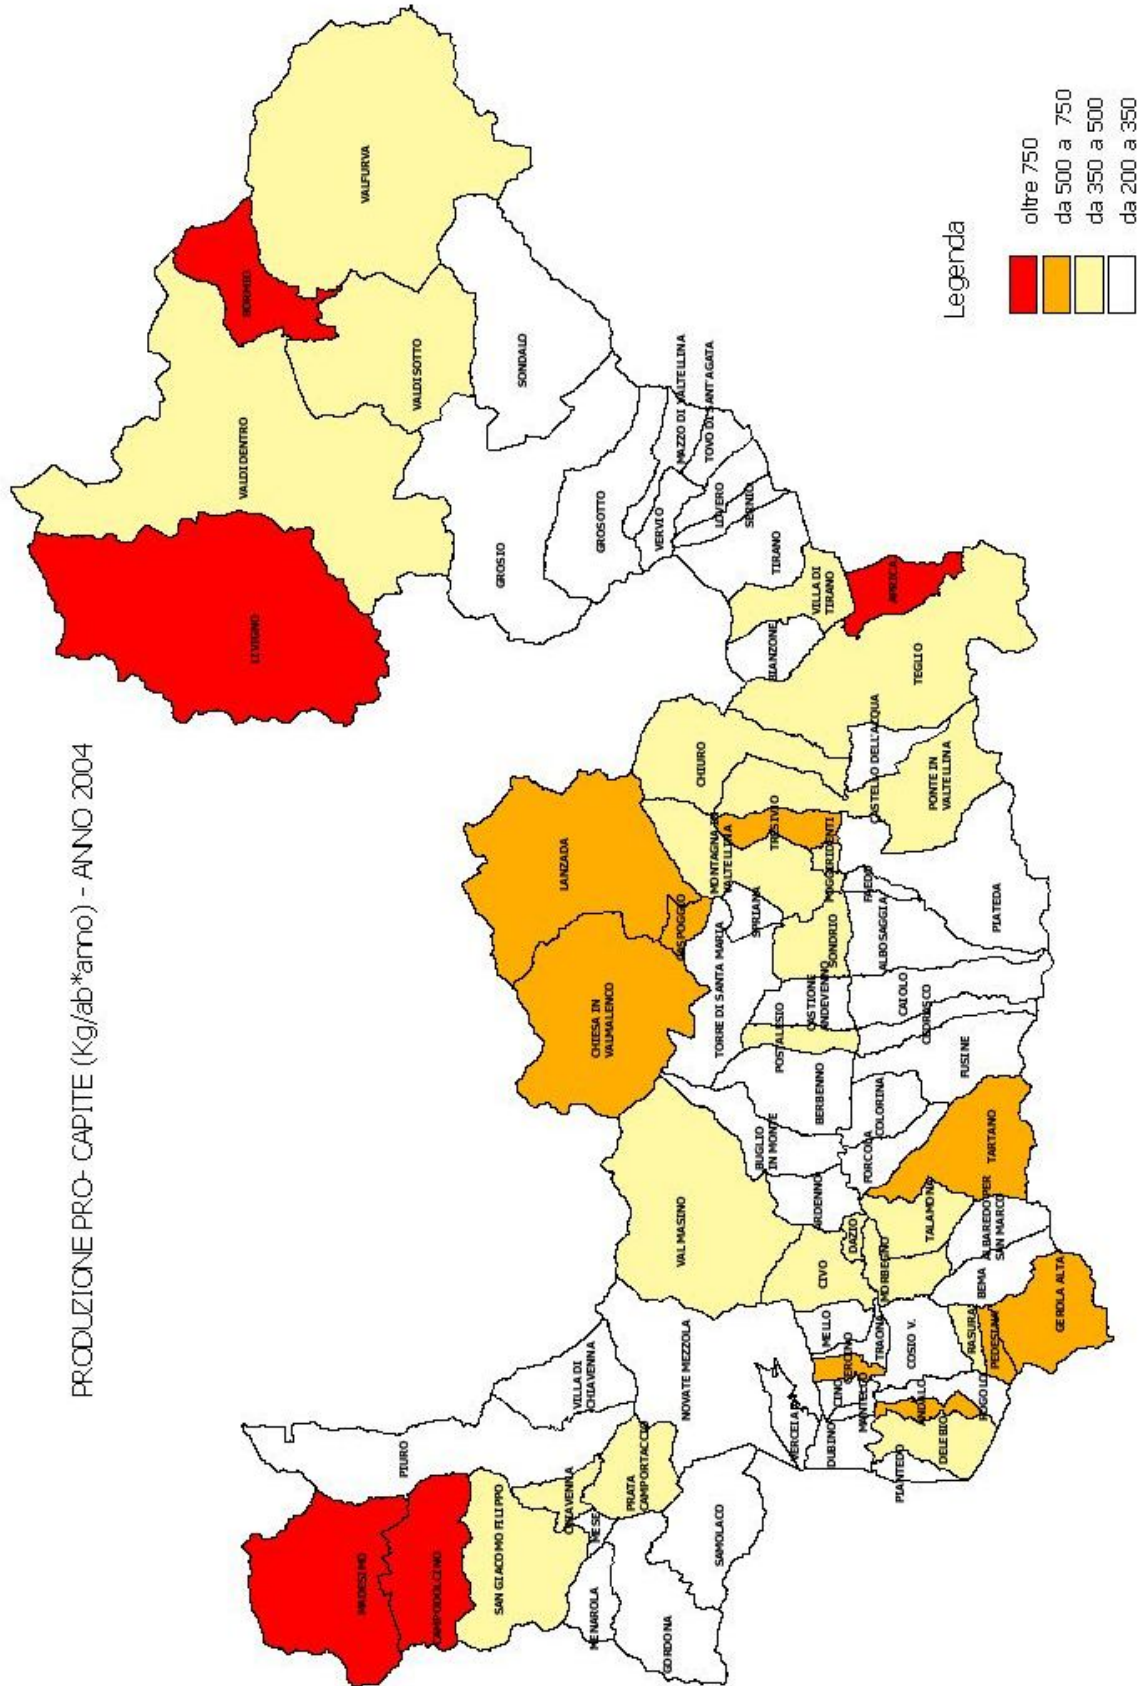 PRODUZIONE PRO- CAPITE (Kg/ab*anno) - ANNO 2004
LIVIGNO
VALDIDENTRO
BORMIO
VALFURVA
VALDISOTTO
SONDALO
GROSIO
GROSOTTO
VERVIO
MAZZO DI VALTELLINA
TOVO DI SANT'AGATA
LOVERO
SERNIO
TIRANO
VILLA DI
TIRANO
APRICA
BIANZONE
TEGLIO
CASTELLO DELL'ACQUA
PONTE IN
VALTELLINA
CHIURO
TRESIVIO
MONTAGNA IN
VALTELLINA
POGGIRIDENTI
LANZADA
CASPOGGIO
CHIESA IN
VALMALENCO
SPRIANA
TORRE DI SANTA MARIA
SONDRIO
FAEDO
ALBOSAGGIA
PIATEDA
CASTIONE
ANDEVENNO
POSTALESIO
CAIOLO
CEDRASCO
FUSINE
BERBENNO
COLORINA
FORCOLA
BUGLIO
IN MONTE
ARDENNO
TARTANO
TALAMONA
ALBAREDO PER
SAN MARCO
VALMASINO
CIVO
DAZIO
MORBEGNO
BEMA
GEROLA ALTA
PEDESINA
RASURA
COSIO V.
TRAONA
MELLO
CERCINO
CINO
MANTELLO
ROGOLO
ANDALO
DELEBIO
PIANTEDO
DUBINO
VERCEIA
NOVATE MEZZOLA
VILLA DI
CHIAVENNA
PIURO
PRATA
CAMPORTACCIO
CHIAVENNA
MESE
SAMOLACO
GORDONA
MENAROLA
SAN GIACOMO FILIPPO
CAMPODOLCINO
MADESIMO
Legenda
oltre 750
da 500 a 750
da 350 a 500
da 200 a 350